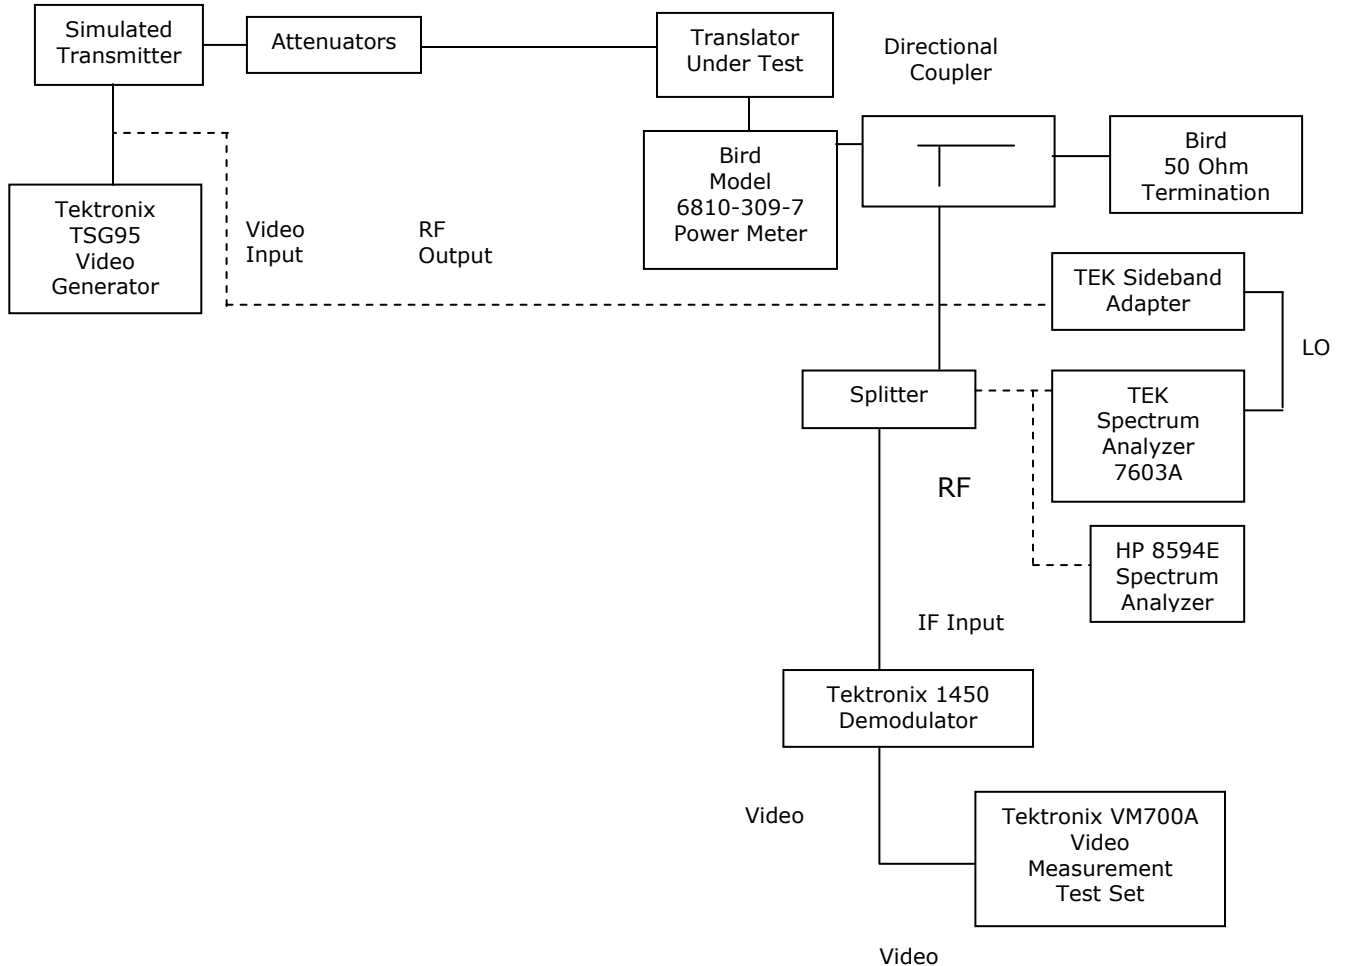 Simulated
Transmitter
Attenuators
Translator
Under Test
Directional
Coupler
Bird
Model
6810-309-7
Power Meter
Bird
50 Ohm
Termination
Tektronix
TSG95
Video
Generator
Video
Input
RF
Output
TEK Sideband
Adapter
LO
Splitter
TEK
Spectrum
Analyzer
7603A
RF
HP 8594E
Spectrum
Analyzer
IF Input
Tektronix 1450
Demodulator
Video
Tektronix VM700A
Video
Measurement
Test Set
Video